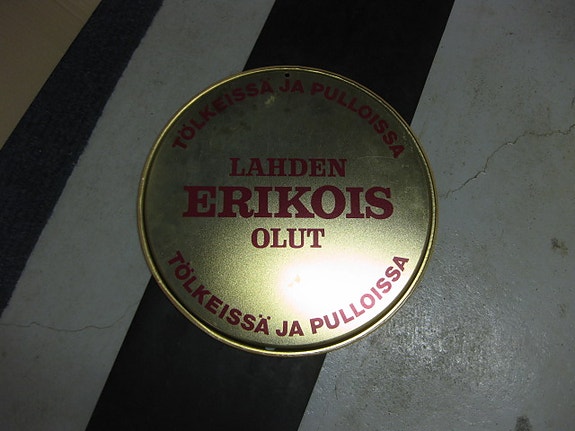 TÖLKEISSÄ JA PULLOISSA
LAHDEN
ERIKOIS
OLUT
TÖLKEISSÄ JA PULLOISSA